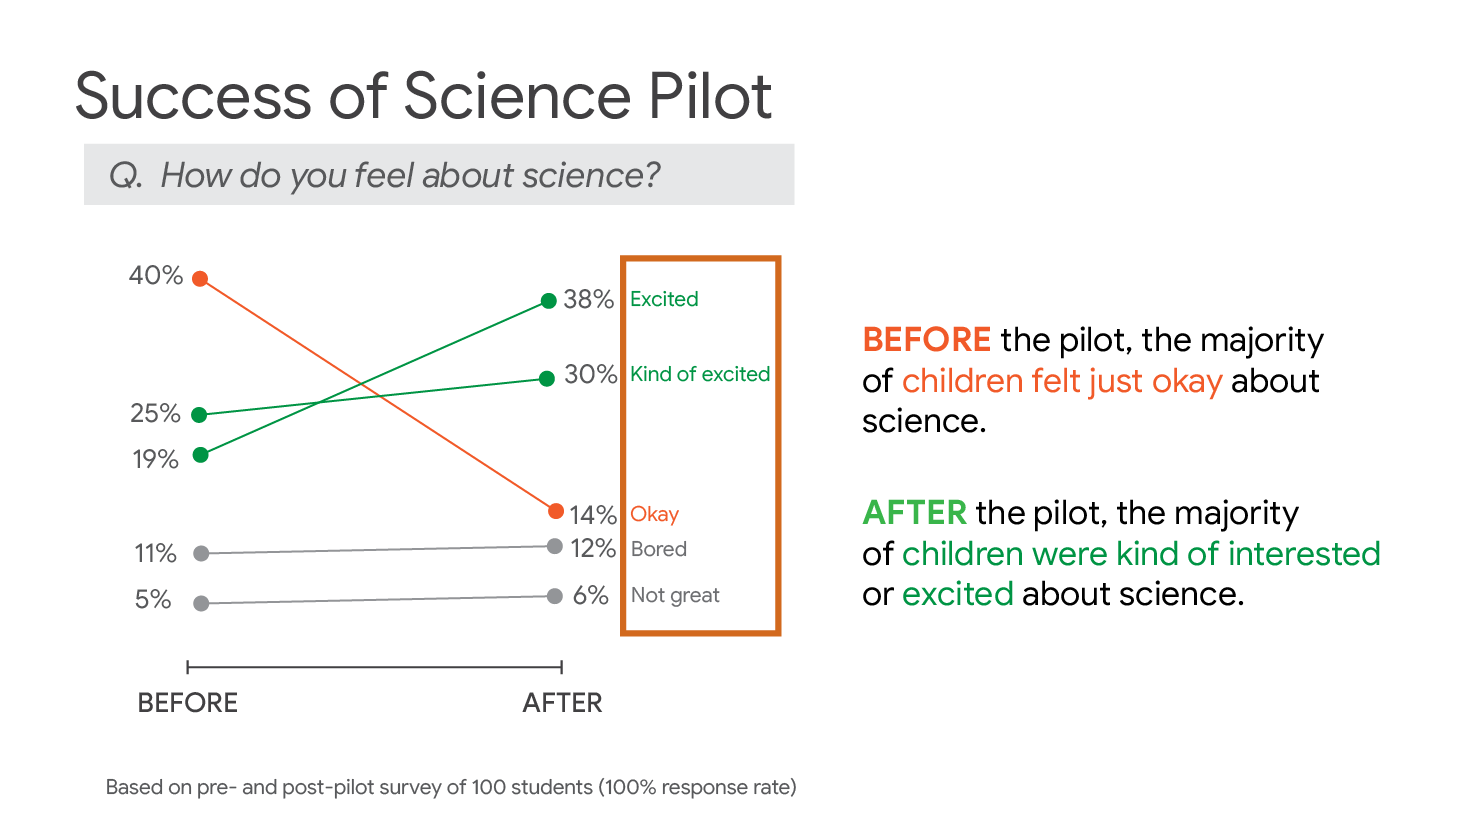 Success of Science Pilot
Q. How do you feel about science?
40%
25%
19%
11%
5%
38% Excited
30% Kind of excited
14% Okay
12% Bored
6% Not great
BEFORE
AFTER
BEFORE the pilot, the majority
of children felt just okay about
science.
AFTER the pilot, the majority
of children were kind of interested
or excited about science.
Based on pre- and post-pilot survey of 100 students (100% response rate)